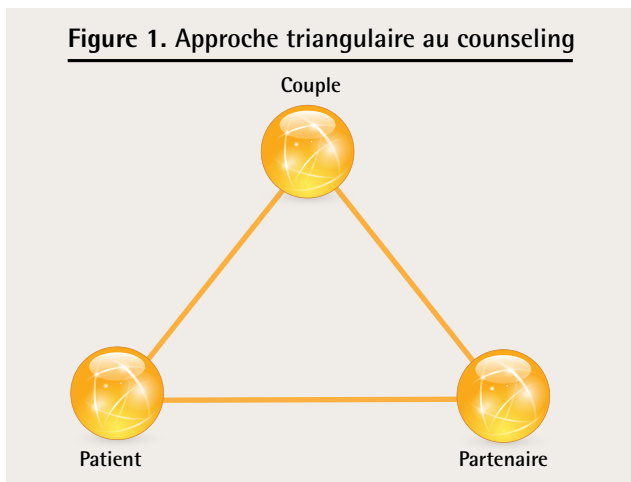 Figure 1. Approche triangulaire au counseling
Couple
Patient
Partenaire